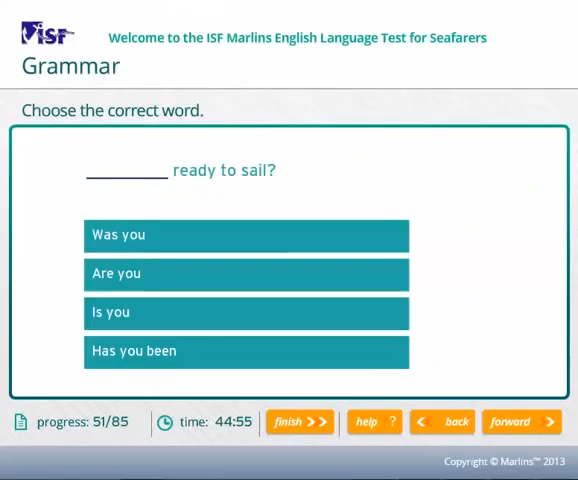 ISF
Welcome to the ISF Marlins English Language Test for Seafarers
Grammar
Choose the correct word.
________ ready to sail?
Was you
Are you
Is you
Has you been
progress: 51/85
time: 44:55
finish >>
help ?
< back
forward >
Copyright © Marlins™ 2013